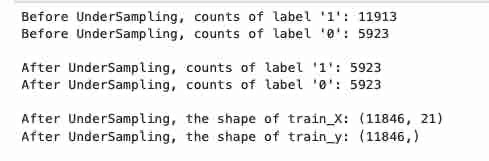 Before UnderSampling, counts of label '1': 11913
Before UnderSampling, counts of label '0': 5923
After UnderSampling, counts of label '1': 5923
After UnderSampling, counts of label '0': 5923
After UnderSampling, the shape of train_X: (11846, 21)
After UnderSampling, the shape of train_y: (11846,)